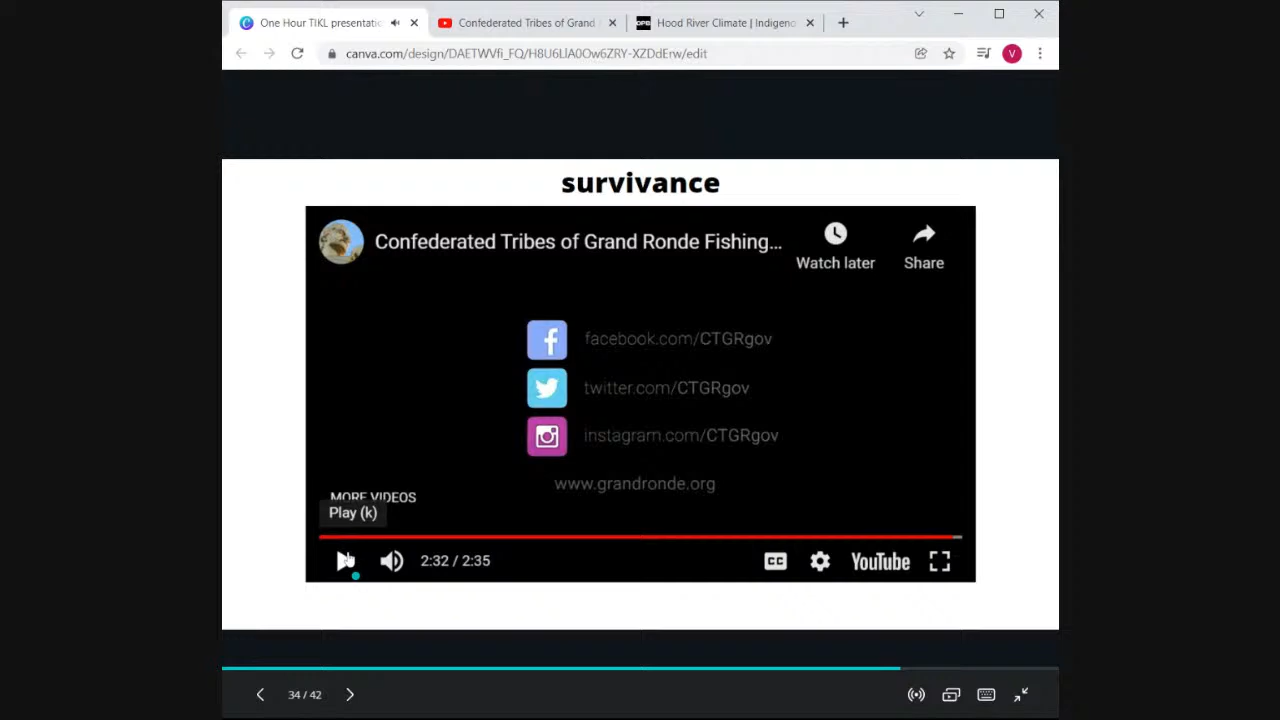 One Hour TIKL presentatic
Confederated Tribes of Grand
Hood River Climate | Indigeno
canva.com/design/DAETWVfi_FQ/H8U6LlA0Ow6ZRY-XZDdErw/edit
V
survivance
Confederated Tribes of Grand Ronde Fishing...
Watch later
Share
facebook.com/CTGRgov
twitter.com/CTGRgov
instagram.com/CTGRgov
www.grandronde.org
MORE VIDEOS
Play (k)
2:32 / 2:35
CC
YouTube
34 / 42